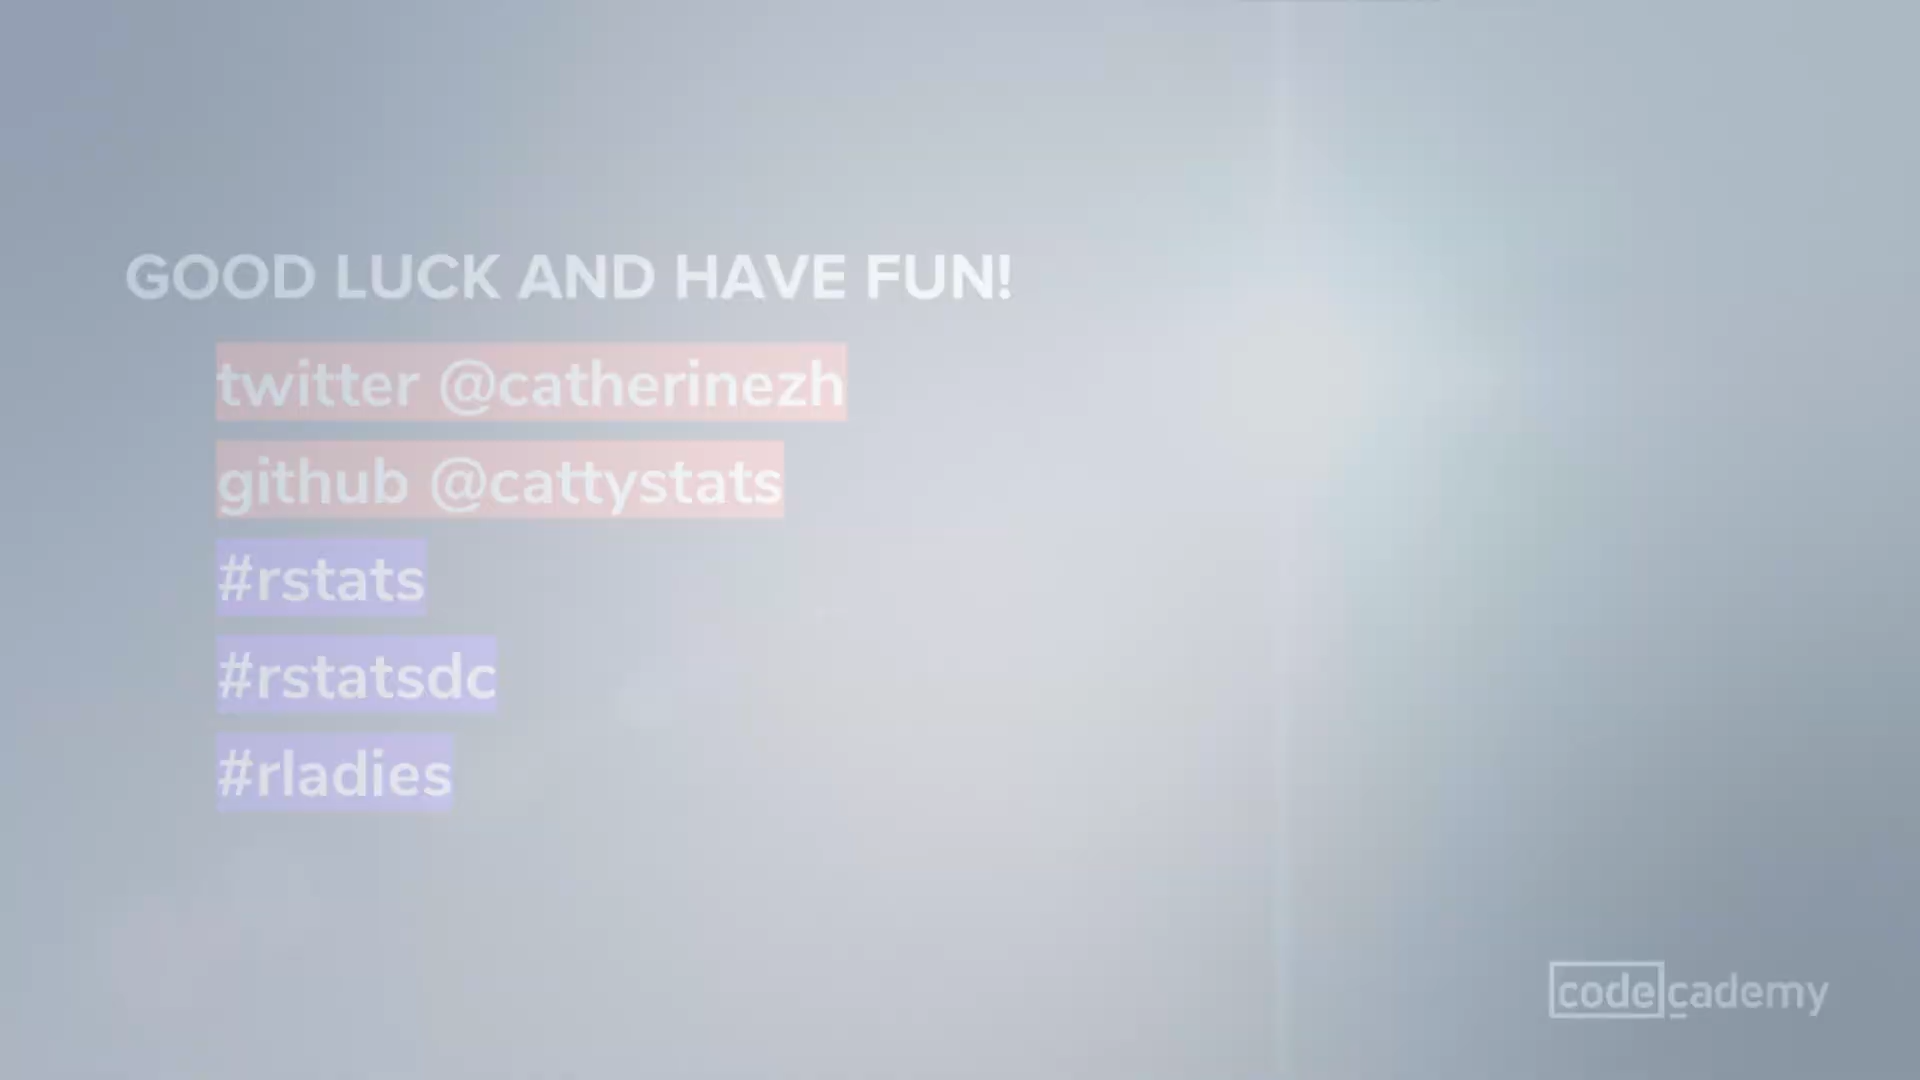 GOOD LUCK AND HAVE FUN!
twitter @catherinezh
github @cattystats
#rstats
#rstatsdc
#rladies
codecademy